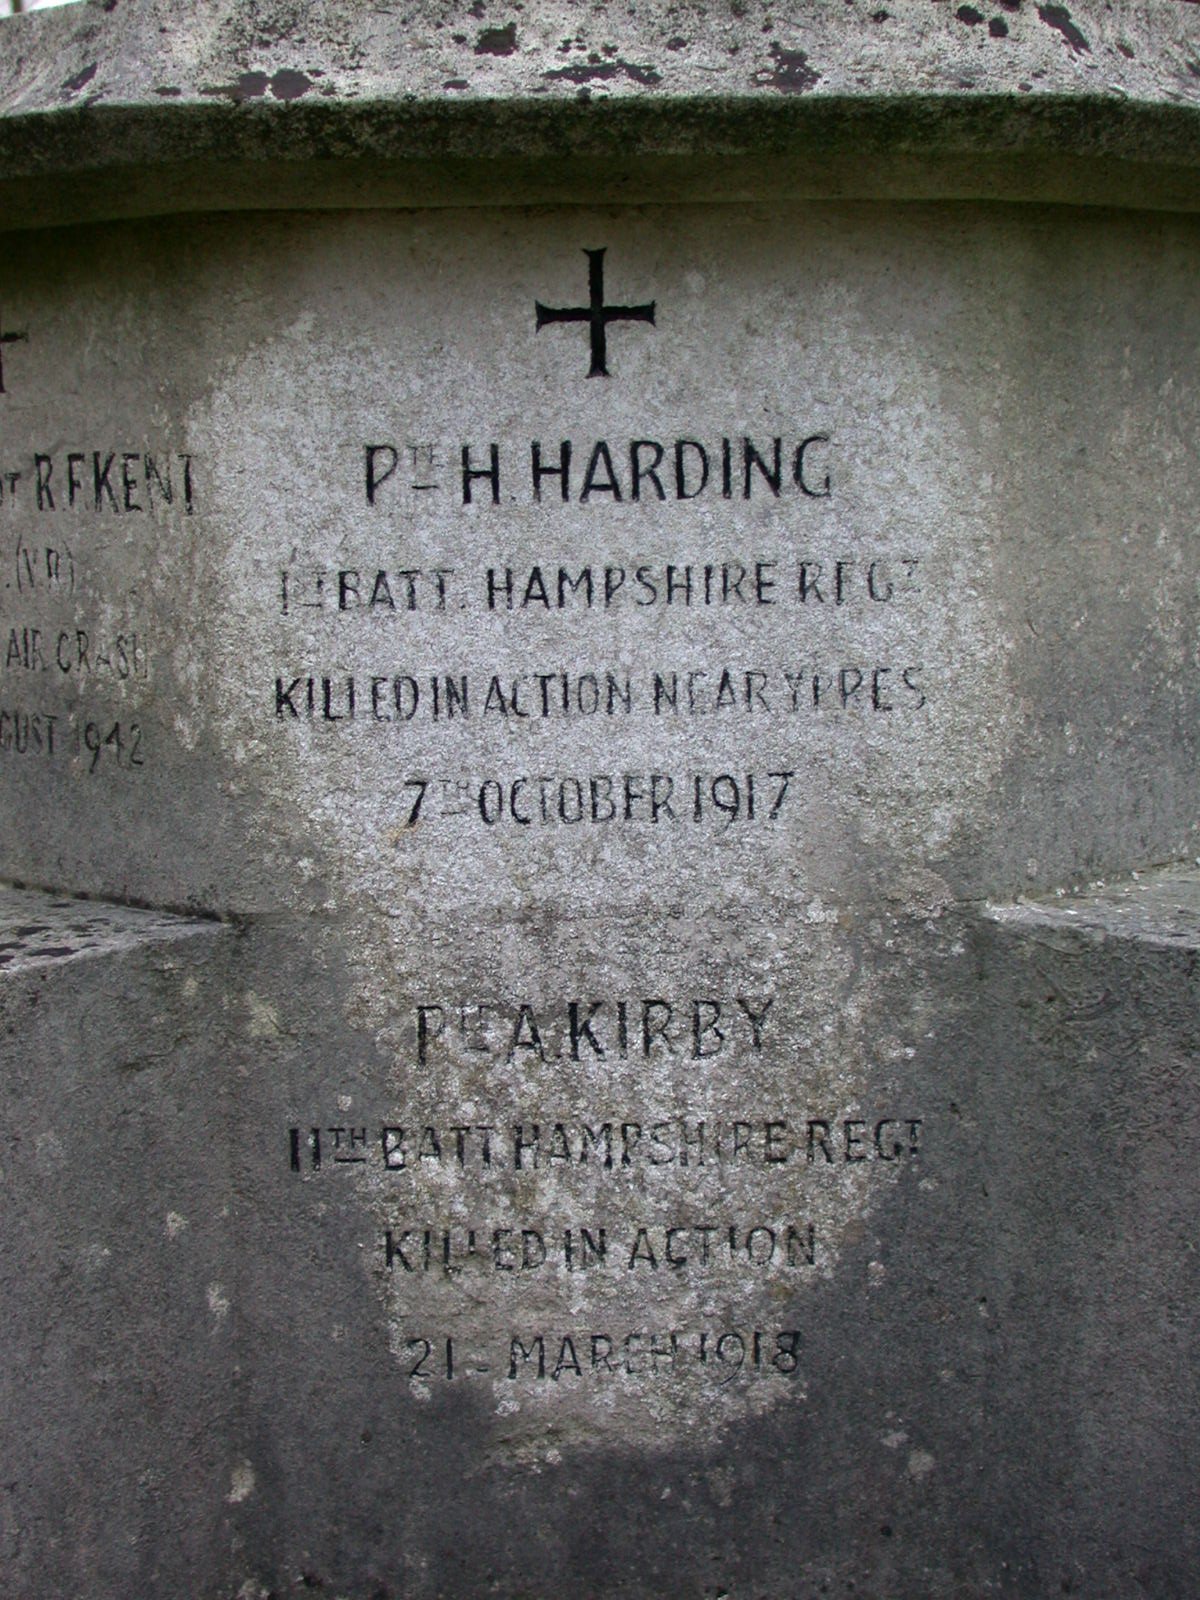 PTE H. HARDING
1ST BATT. HAMPSHIRE REGT
KILLED IN ACTION NEAR YPRES
7TH OCTOBER 1917
PTE A. KIRBY
11TH BATT HAMPSHIRE REGT
KILLED IN ACTION
21 - MARCH 1918
R.F.KENT
(V.R)
AIR CRASH
1942